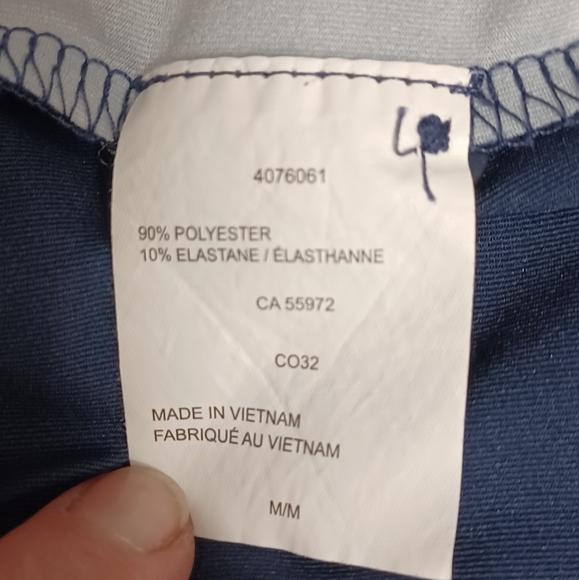 4076061
90% POLYESTER
10% ELASTANE / ÉLASTHANNE
CA 55972
CO32
MADE IN VIETNAM
FABRIQUÉ AU VIETNAM
M/M